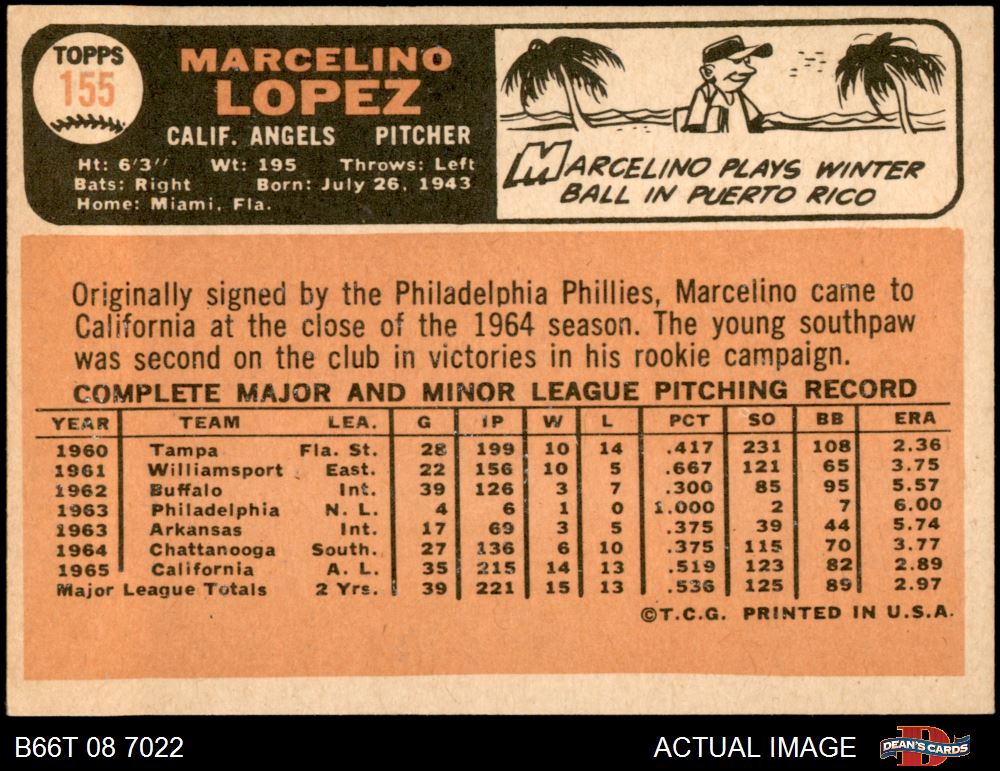 TOPPS
155
MARCELINO
LOPEZ
CALIF. ANGELS PITCHER
Ht: 6'3" Wt: 195 Throws: Left
Bats: Right Born: July 26, 1943
Home: Miami, Fla.
MARCELINO PLAYS WINTER
BALL IN PUERTO RICO
Originally signed by the Philadelphia Phillies, Marcelino came to
California at the close of the 1964 season. The young southpaw
was second on the club in victories in his rookie campaign.
COMPLETE MAJOR AND MINOR LEAGUE PITCHING RECORD
YEAR TEAM LEA. G IP W L PCT SO BB ERA
1960 Tampa Fla. St. 28 199 10 14 .417 231 108 2.36
1961 Williamsport East. 22 156 10 5 .667 121 65 3.75
1962 Buffalo Int. 39 126 3 7 .300 85 95 5.57
1963 Philadelphia N. L. 4 6 1 0 1.000 2 7 6.00
1963 Arkansas Int. 17 69 3 5 .375 39 44 5.74
1964 Chattanooga South. 27 136 6 10 .375 115 70 3.77
1965 California A. L. 35 215 14 13 .519 123 82 2.89
Major League Totals 2 Yrs. 39 221 15 13 .536 125 89 2.97
©T.C.G. PRINTED IN U.S.A.
B66T 08 7022 ACTUAL IMAGE DEAN'S CARDS